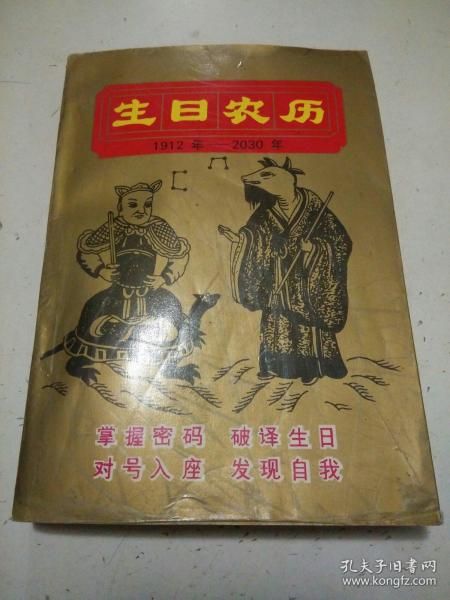 生日农历
1912 年——2030 年
掌握密码 破译生日
对号入座 发现自我
孔夫子旧书网
www.kongfz.com